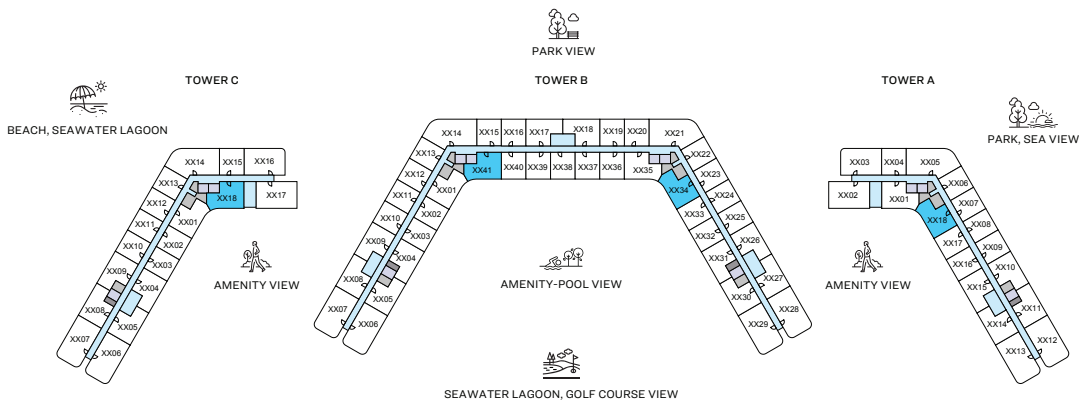 PARK VIEW
TOWER C
TOWER B
TOWER A
BEACH, SEAWATER LAGOON
PARK, SEA VIEW
XX14
XX15
XX16
XX13
XX12
XX11
XX10
XX09
XX08
XX07
XX06
XX05
XX04
XX03
XX02
XX01
XX18
XX17
AMENITY VIEW
XX14
XX15
XX16
XX17
XX18
XX19
XX20
XX21
XX13
XX12
XX11
XX10
XX09
XX08
XX07
XX06
XX05
XX04
XX03
XX02
XX01
XX41
XX40
XX39
XX38
XX37
XX36
XX35
XX34
XX33
XX32
XX31
XX30
XX29
XX28
XX27
XX26
XX25
XX24
XX23
XX22
AMENITY-POOL VIEW
XX03
XX04
XX05
XX02
XX01
XX06
XX07
XX08
XX09
XX10
XX11
XX12
XX13
XX14
XX15
XX16
XX17
XX18
AMENITY VIEW
SEAWATER LAGOON, GOLF COURSE VIEW